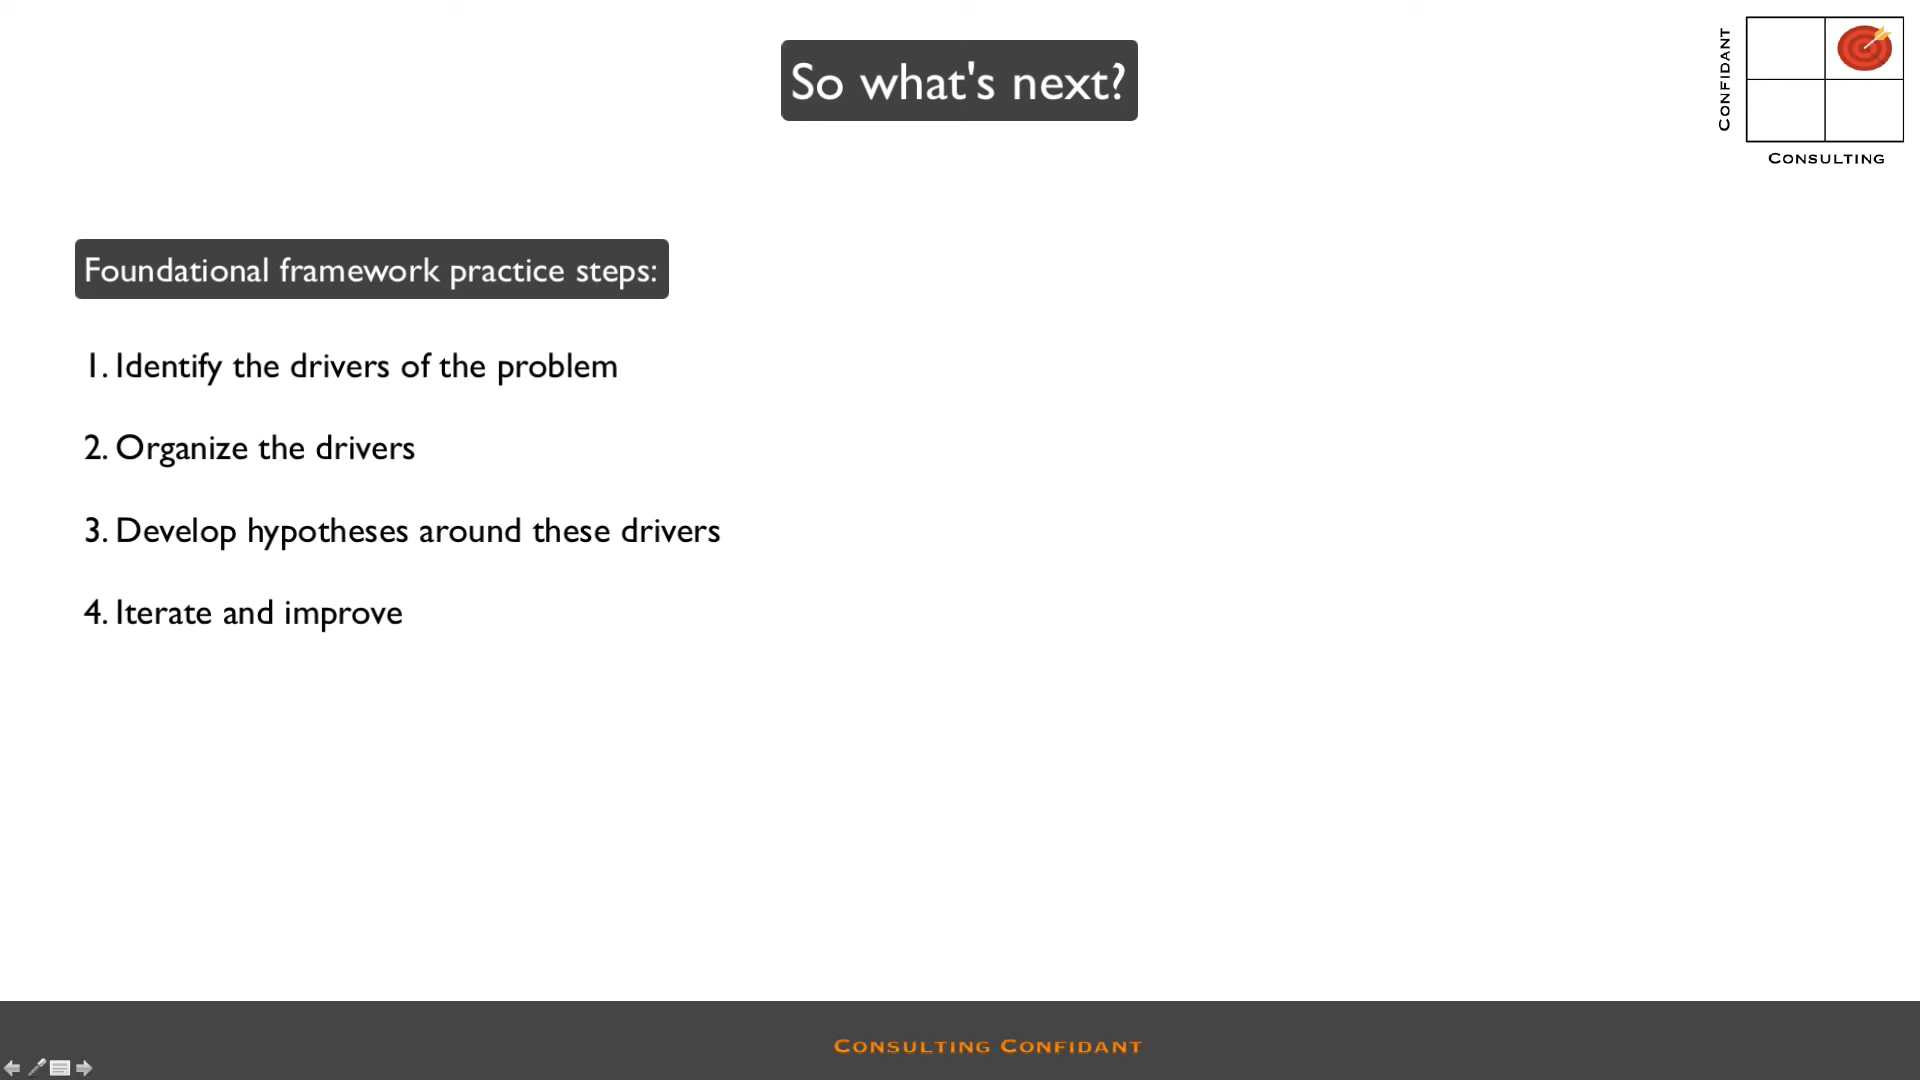 So what's next?
CONFIDANT
CONSULTING
Foundational framework practice steps:
1. Identify the drivers of the problem
2. Organize the drivers
3. Develop hypotheses around these drivers
4. Iterate and improve
CONSULTING CONFIDANT